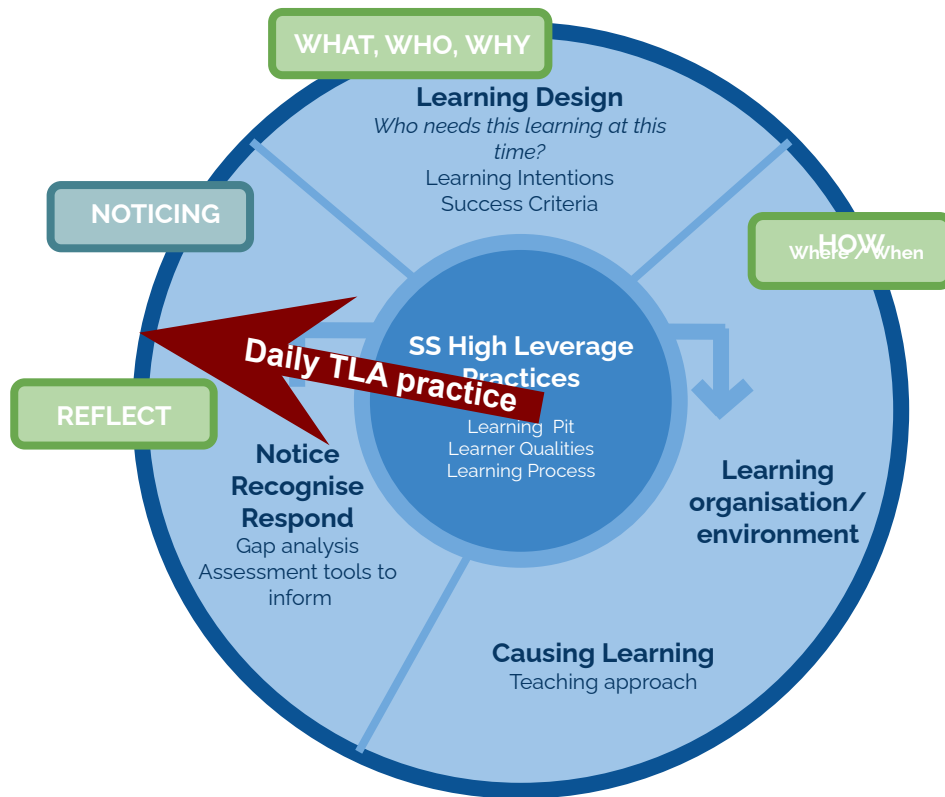 WHAT, WHO, WHY
Learning Design
Who needs this learning at this
time?
Learning Intentions
Success Criteria
NOTICING
HOW
Where / When
SS High Leverage
Practices
Learning Pit
Learner Qualities
Learning Process
Daily TLA practice
REFLECT
Notice
Recognise
Respond
Gap analysis
Assessment tools to
inform
Learning
organisation/
environment
Causing Learning
Teaching approach